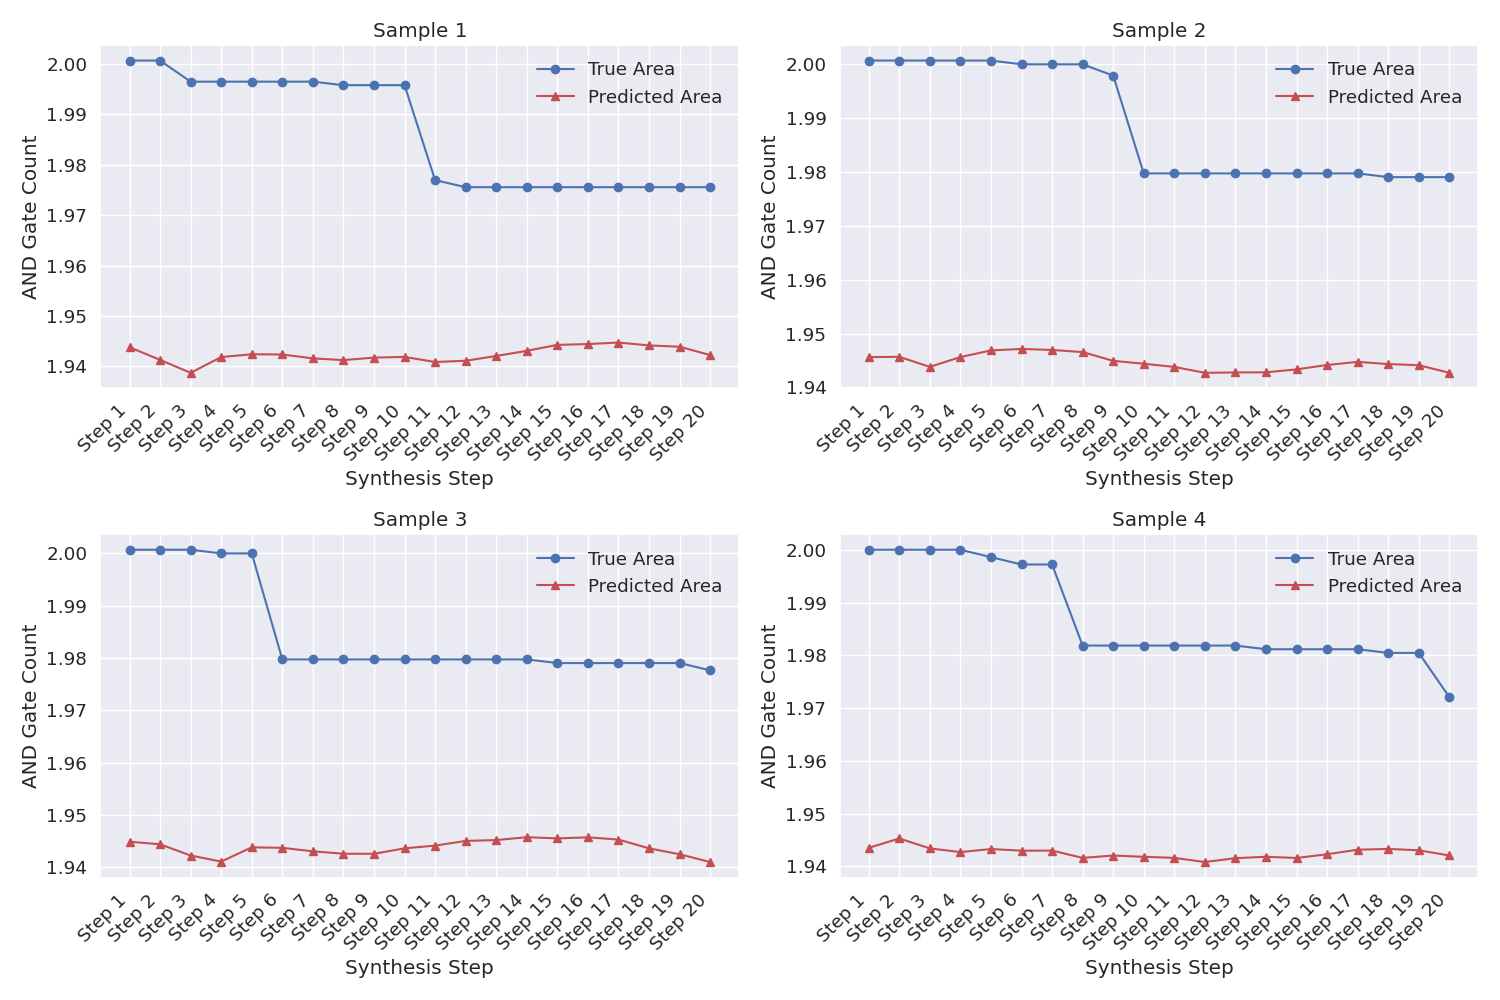 Sample 1
AND Gate Count
2.00
1.99
1.98
1.97
1.96
1.95
1.94
True Area
Predicted Area
Step 1
Step 2
Step 3
Step 4
Step 5
Step 6
Step 7
Step 8
Step 9
Step 10
Step 11
Step 12
Step 13
Step 14
Step 15
Step 16
Step 17
Step 18
Step 19
Step 20
Synthesis Step
Sample 2
AND Gate Count
2.00
1.99
1.98
1.97
1.96
1.95
1.94
True Area
Predicted Area
Step 1
Step 2
Step 3
Step 4
Step 5
Step 6
Step 7
Step 8
Step 9
Step 10
Step 11
Step 12
Step 13
Step 14
Step 15
Step 16
Step 17
Step 18
Step 19
Step 20
Synthesis Step
Sample 3
AND Gate Count
2.00
1.99
1.98
1.97
1.96
1.95
1.94
True Area
Predicted Area
Step 1
Step 2
Step 3
Step 4
Step 5
Step 6
Step 7
Step 8
Step 9
Step 10
Step 11
Step 12
Step 13
Step 14
Step 15
Step 16
Step 17
Step 18
Step 19
Step 20
Synthesis Step
Sample 4
AND Gate Count
2.00
1.99
1.98
1.97
1.96
1.95
1.94
True Area
Predicted Area
Step 1
Step 2
Step 3
Step 4
Step 5
Step 6
Step 7
Step 8
Step 9
Step 10
Step 11
Step 12
Step 13
Step 14
Step 15
Step 16
Step 17
Step 18
Step 19
Step 20
Synthesis Step